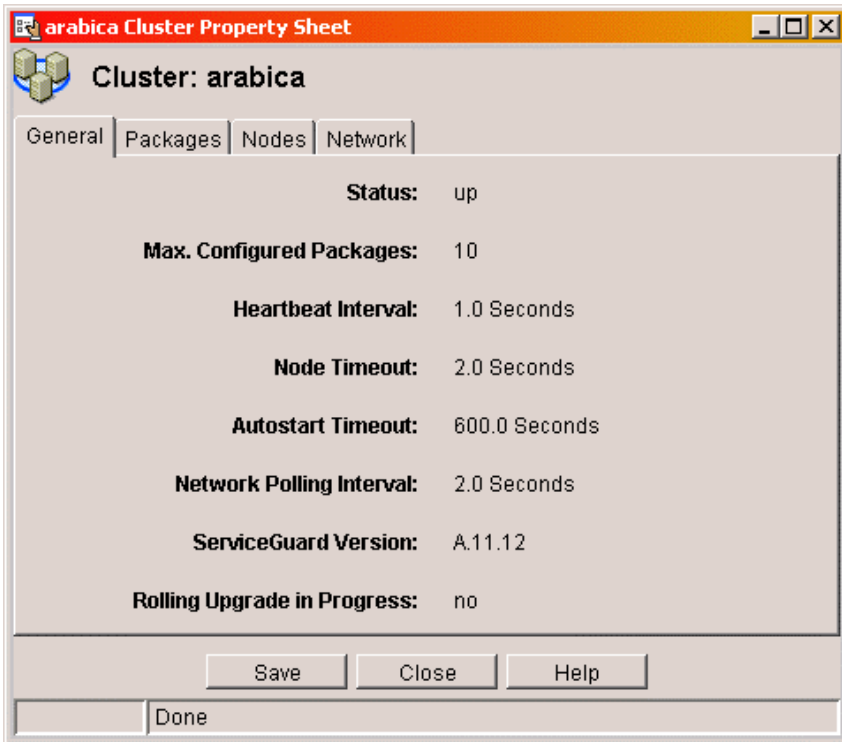 arabica Cluster Property Sheet
Cluster: arabica
General Packages Nodes Network
Status: up
Max. Configured Packages: 10
Heartbeat Interval: 1.0 Seconds
Node Timeout: 2.0 Seconds
Autostart Timeout: 600.0 Seconds
Network Polling Interval: 2.0 Seconds
ServiceGuard Version: A.11.12
Rolling Upgrade in Progress: no
Save Close Help
Done